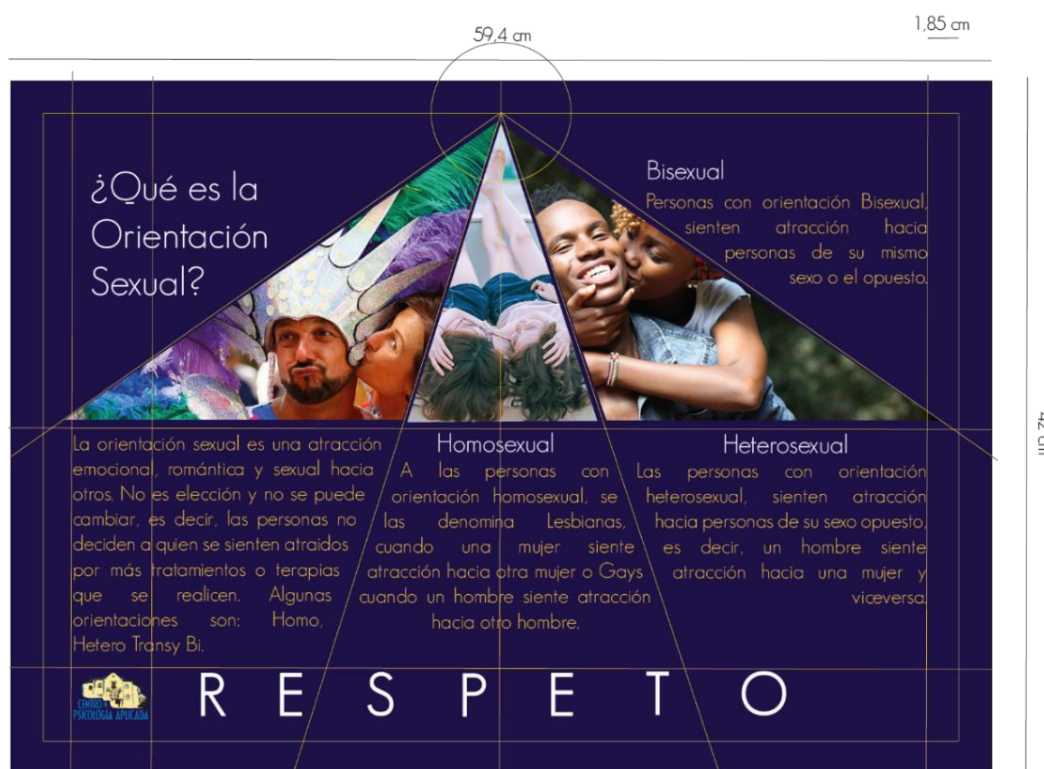 59,4 cm
1,85 cm
¿Qué es la
Orientación
Sexual?
Bisexual
Personas con orientación Bisexual,
sienten atracción hacia
personas de su mismo
sexo o el opuesto.
42 cm
La orientación sexual es una atracción
emocional, romántica y sexual hacia
otros. No es elección y no se puede
cambiar, es decir, las personas no
deciden a quien se sienten atraidos
por más tratamientos o terapias
que se realicen. Algunas
orientaciones son: Homo,
Hetero Transy Bi.
Homosexual
A las personas con
orientación homosexual, se
las denomina Lesbianas,
cuando una mujer siente
atracción hacia otra mujer o Gays
cuando un hombre siente atracción
hacia otro hombre.
Heterosexual
Las personas con orientación
heterosexual, sienten atracción
hacia personas de su sexo opuesto,
es decir, un hombre siente
atracción hacia una mujer y
viceversa.
CENTRO DE
PSICOLOGIA APLICADA
R E S P E T O